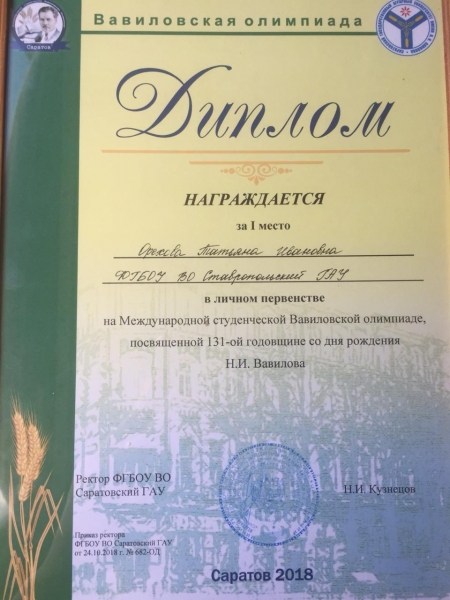 Вавиловская олимпиада
Саратов
Диплом
НАГРАЖДАЕТСЯ
за I место
Орехова Татьяна Ивановна
ФГБОУ ВО Ставропольский ГАУ
в личном первенстве
на Международной студенческой Вавиловской олимпиаде,
посвященной 131-ой годовщине со дня рождения
Н.И. Вавилова
Ректор ФГБОУ ВО
Саратовский ГАУ
Н.И. Кузнецов
Приказ ректора
ФГБОУ ВО Саратовский ГАУ
от 24.10.2018 г. № 682-ОД
Саратов 2018